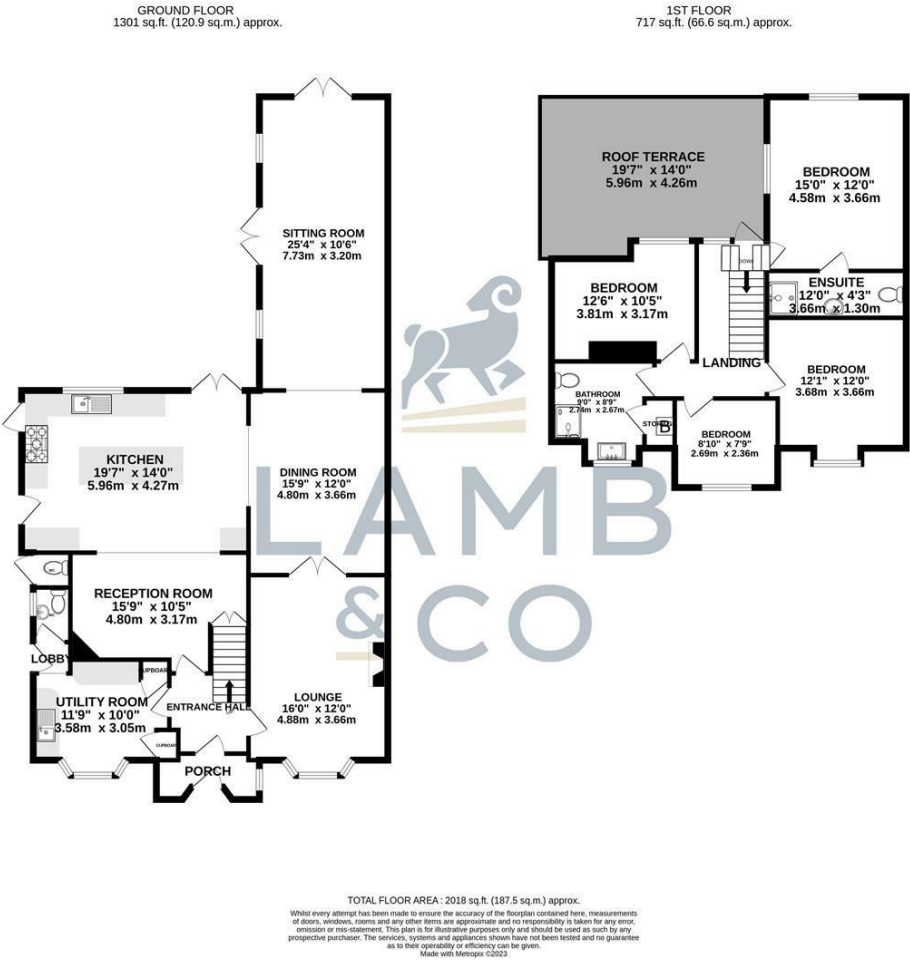 GROUND FLOOR
1301 sq.ft. (120.9 sq.m.) approx.
1ST FLOOR
717 sq.ft. (66.6 sq.m.) approx.
SITTING ROOM
25'4" x 10'6"
7.73m x 3.20m
KITCHEN
19'7" x 14'0"
5.96m x 4.27m
DINING ROOM
15'9" x 12'0"
4.80m x 3.66m
RECEPTION ROOM
15'9" x 10'5"
4.80m x 3.17m
LOBBY
UTILITY ROOM
11'9" x 10'0"
3.58m x 3.05m
CUPBOARD
CUPBOARD
ENTRANCE HALL
LOUNGE
16'0" x 12'0"
4.88m x 3.66m
PORCH
ROOF TERRACE
19'7" x 14'0"
5.96m x 4.26m
BEDROOM
15'0" x 12'0"
4.58m x 3.66m
DOWN
ENSUITE
12'0" x 4'3"
3.66m x 1.30m
BEDROOM
12'6" x 10'5"
3.81m x 3.17m
LANDING
BEDROOM
12'1" x 12'0"
3.68m x 3.66m
BATHROOM
9'0" x 8'9"
2.74m x 2.67m
STORAGE
B
BEDROOM
8'10" x 7'9"
2.69m x 2.36m
LAMB
& CO
TOTAL FLOOR AREA : 2018 sq.ft. (187.5 sq.m.) approx.
Whilst every attempt has been made to ensure the accuracy of the floorplan contained here, measurements
of doors, windows, rooms and any other items are approximate and no responsibility is taken for any error,
omission or mis-statement. This plan is for illustrative purposes only and should be used as such by any
prospective purchaser. The services, systems and appliances shown have not been tested and no guarantee
as to their operability or efficiency can be given.
Made with Metropix ©2023